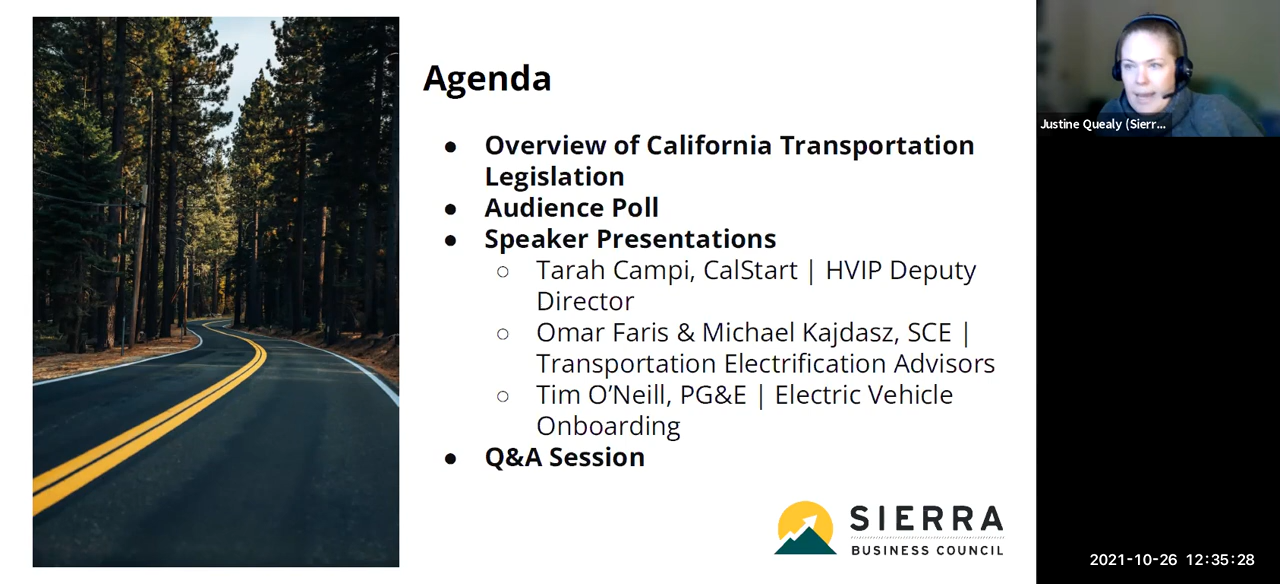 Agenda
● Overview of California Transportation
Legislation
● Audience Poll
● Speaker Presentations
○ Tarah Campi, CalStart | HVIP Deputy
Director
○ Omar Faris & Michael Kajdasz, SCE |
Transportation Electrification Advisors
○ Tim O’Neill, PG&E | Electric Vehicle
Onboarding
● Q&A Session
SIERRA
BUSINESS COUNCIL
Justine Quealy (Sierr...
2021-10-26 12:35:28